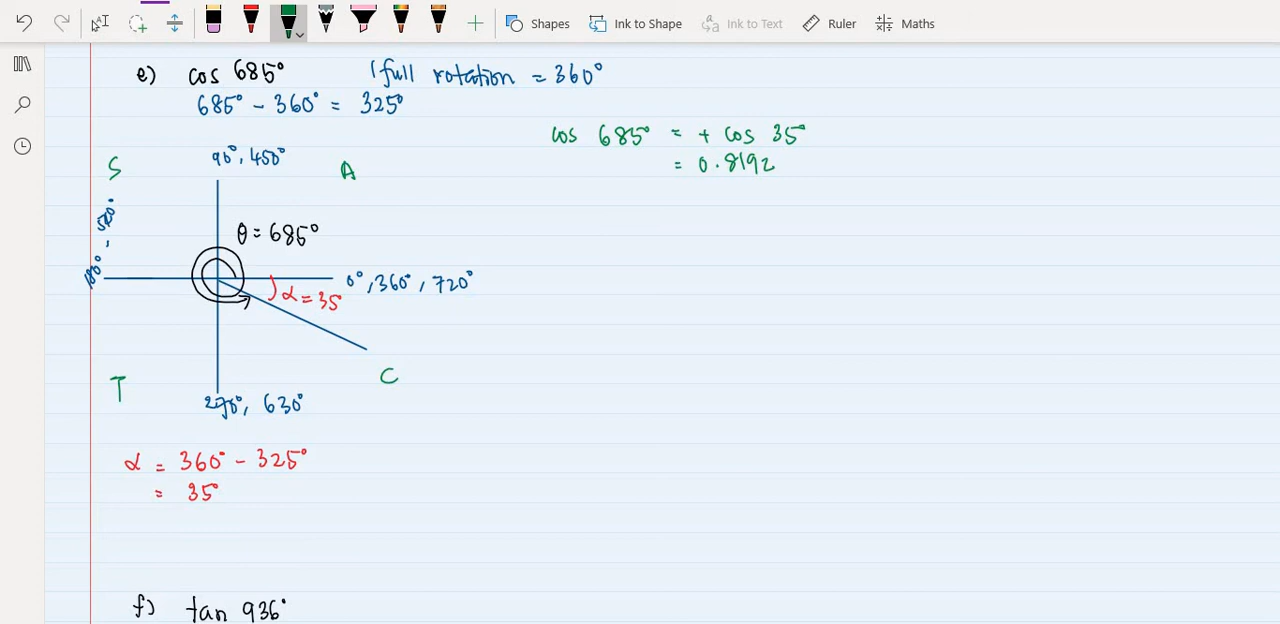 Shapes Ink to Shape Ink to Text Ruler Maths
e) cos 685° 1 full rotation = 360°
685° - 360° = 325°
cos 685° = + cos 35°
= 0.8192
90°, 450°
S A
180°, 540°
θ = 685°
0°, 360°, 720°
α = 35°
T C
270°, 630°
α = 360° - 325°
= 35°
f) tan 936°